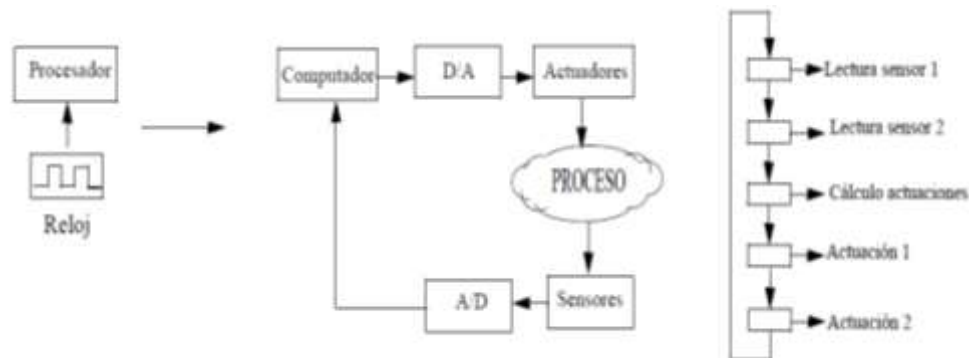 Procesador
Reloj
Computador
D/A
Actuadores
PROCESO
Sensores
A/D
Lectura sensor 1
Lectura sensor 2
Cálculo actuaciones
Actuación 1
Actuación 2